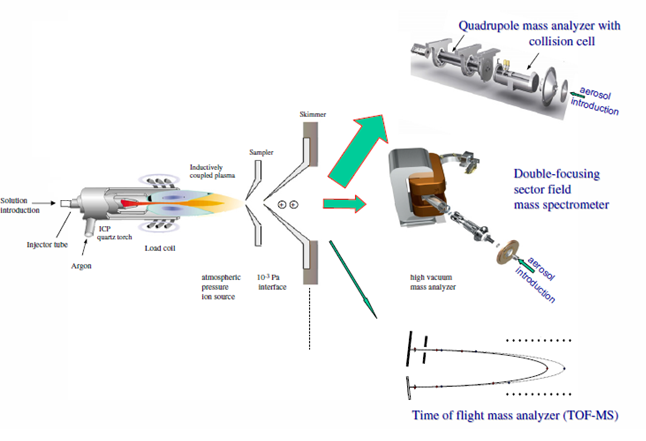 Quadrupole mass analyzer with
collision cell
aerosol
introduction
Skimmer
Sampler
Inductively
coupled plasma
Solution
introduction
ICP
quartz torch
Injector tube
Load coil
Argon
atmospheric
pressure
ion source
10-3 Pa
interface
Double-focusing
sector field
mass spectrometer
aerosol
introduction
high vacuum
mass analyzer
Time of flight mass analyzer (TOF-MS)